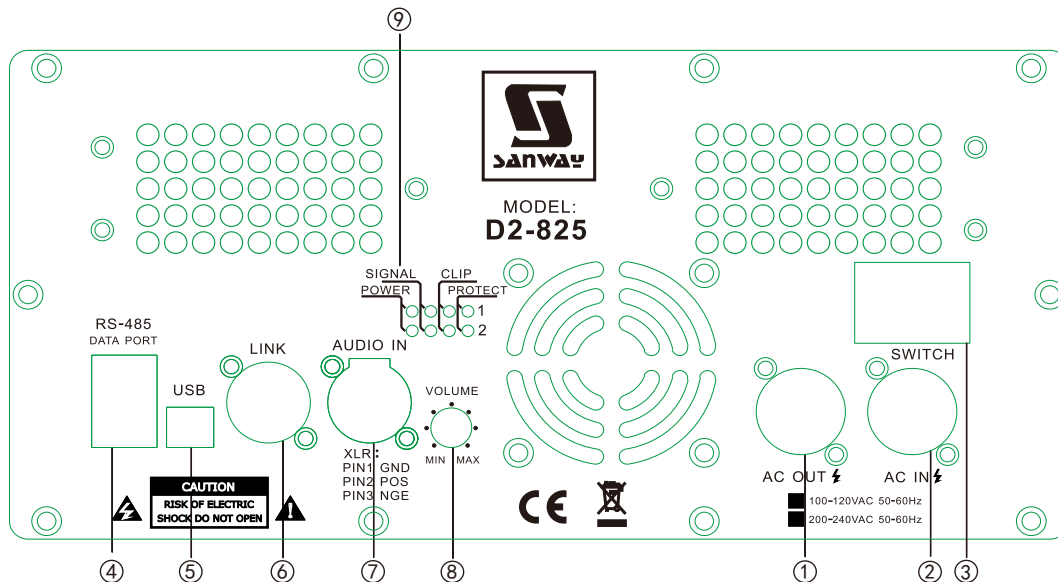 ⑨
SANWAY
MODEL:
D2-825
SIGNAL CLIP
POWER PROTECT
1
2
RS-485
DATA PORT
USB
LINK
AUDIO IN
VOLUME
MIN MAX
XLR:
PIN1 GND
PIN2 POS
PIN3 NGE
SWITCH
AC OUT AC IN
100-120VAC 50-60Hz
200-240VAC 50-60Hz
CAUTION
RISK OF ELECTRIC
SHOCK DO NOT OPEN
CE
④ ⑤ ⑥ ⑦ ⑧ ① ② ③